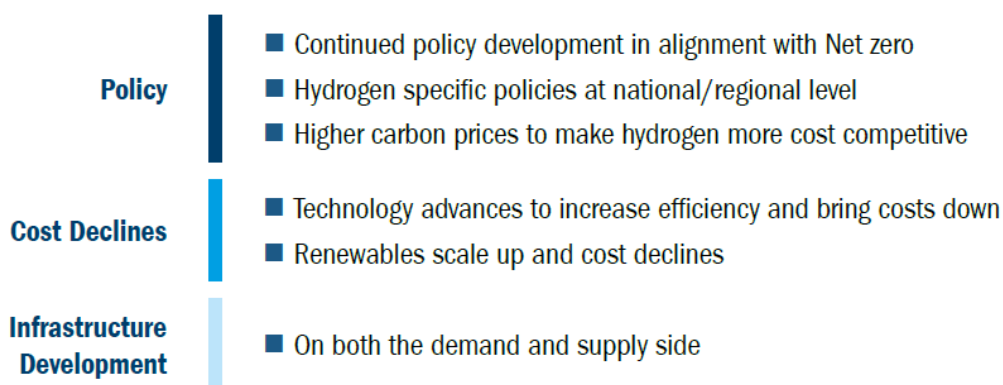 Policy
Continued policy development in alignment with Net zero
Hydrogen specific policies at national/regional level
Higher carbon prices to make hydrogen more cost competitive
Cost Declines
Technology advances to increase efficiency and bring costs down
Renewables scale up and cost declines
Infrastructure
Development
On both the demand and supply side